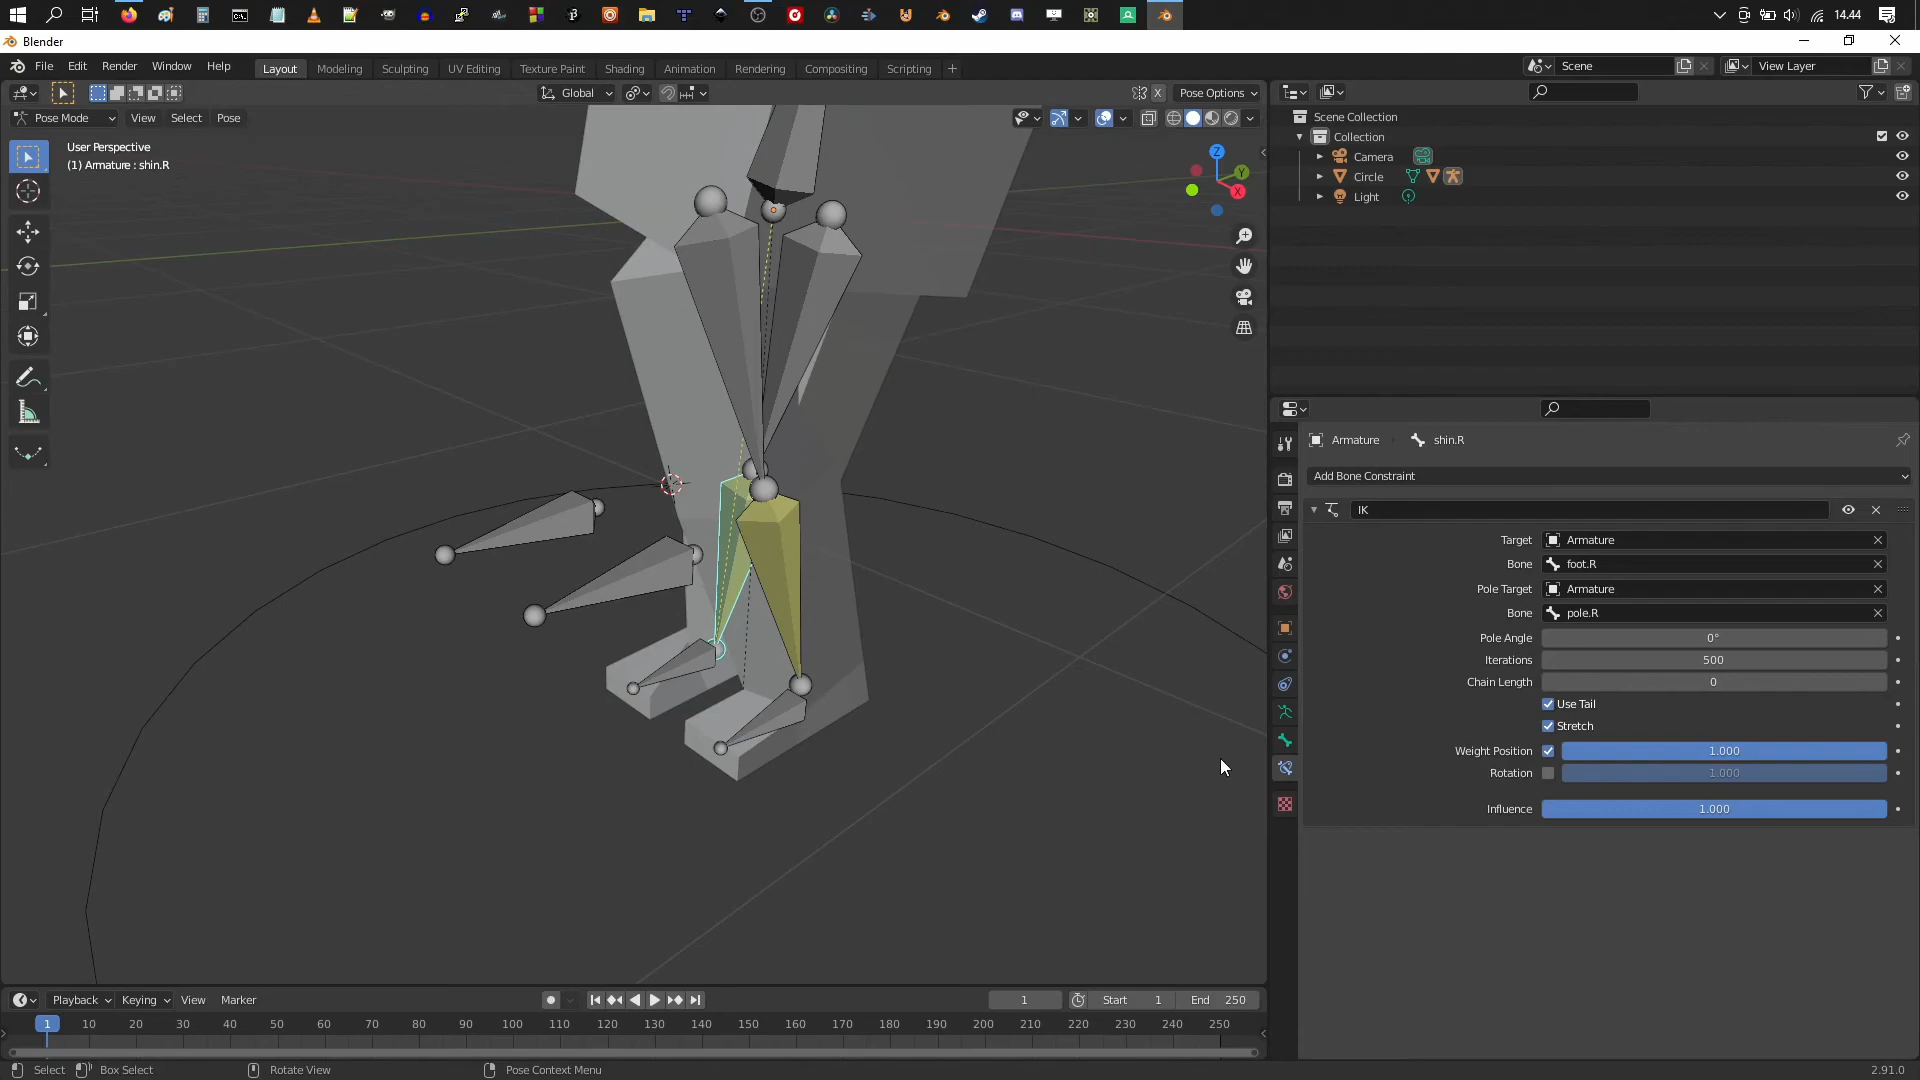 14.44
Blender
File Edit Render Window Help
Layout Modeling Sculpting UV Editing Texture Paint Shading Animation Rendering Compositing Scripting +
Scene
View Layer
Global
X
Pose Options
Pose Mode View Select Pose
User Perspective
(1) Armature : shin.R
Z
Y
X
Scene Collection
Collection
Camera
Circle
Light
Armature shin.R
Add Bone Constraint
IK
Target Armature
Bone foot.R
Pole Target Armature
Bone pole.R
Pole Angle 0°
Iterations 500
Chain Length 0
Use Tail
Stretch
Weight Position 1.000
Rotation 1.000
Influence 1.000
Playback Keying View Marker
1 Start 1 End 250
1 10 20 30 40 50 60 70 80 90 100 110 120 130 140 150 160 170 180 190 200 210 220 230 240 250
Select Box Select Rotate View Pose Context Menu 2.91.0